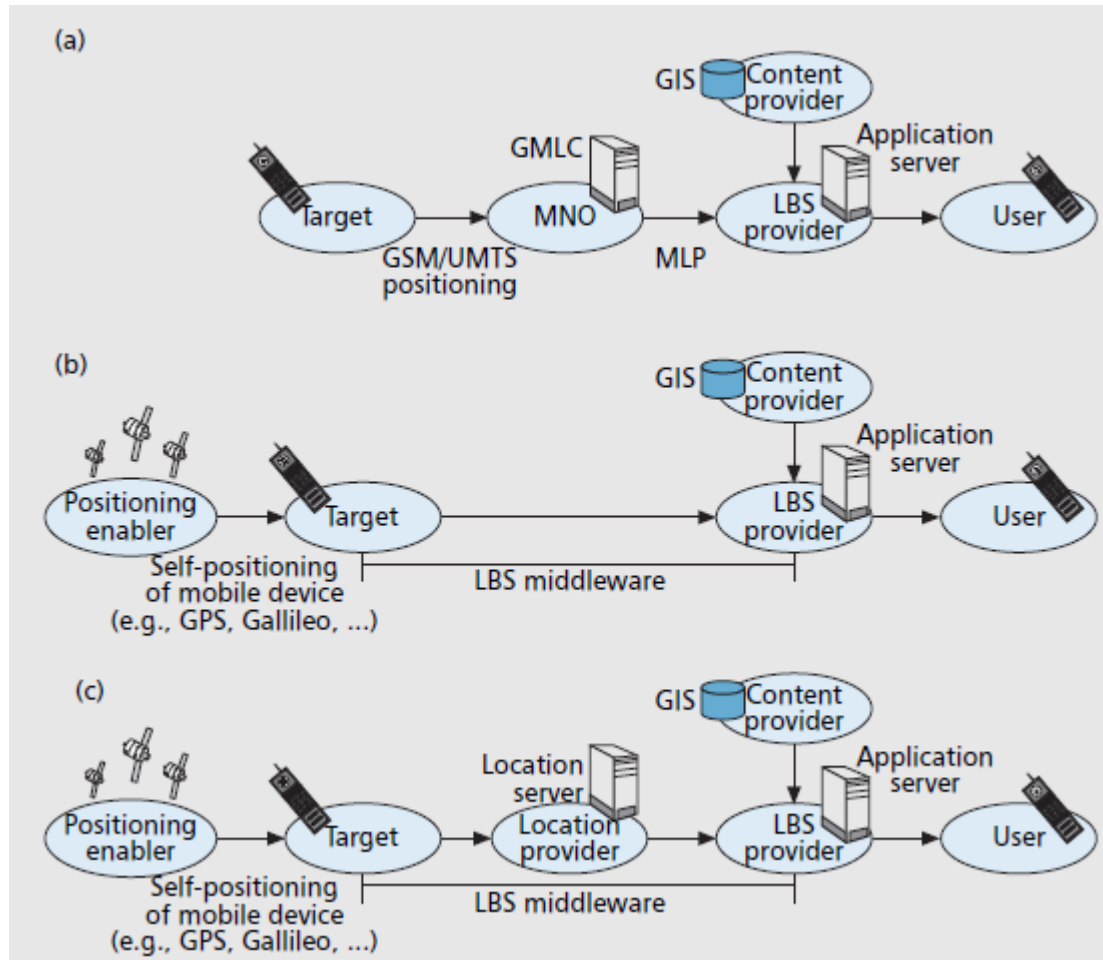 (a)
GIS
Content
provider
GMLC
Application
server
Target
MNO
LBS
provider
User
GSM/UMTS
positioning
MLP
(b)
GIS
Content
provider
Application
server
Positioning
enabler
Target
LBS
provider
User
Self-positioning
of mobile device
(e.g., GPS, Gallileo, ...)
LBS middleware
(c)
GIS
Content
provider
Location
server
Application
server
Positioning
enabler
Target
Location
provider
LBS
provider
User
Self-positioning
of mobile device
(e.g., GPS, Gallileo, ...)
LBS middleware